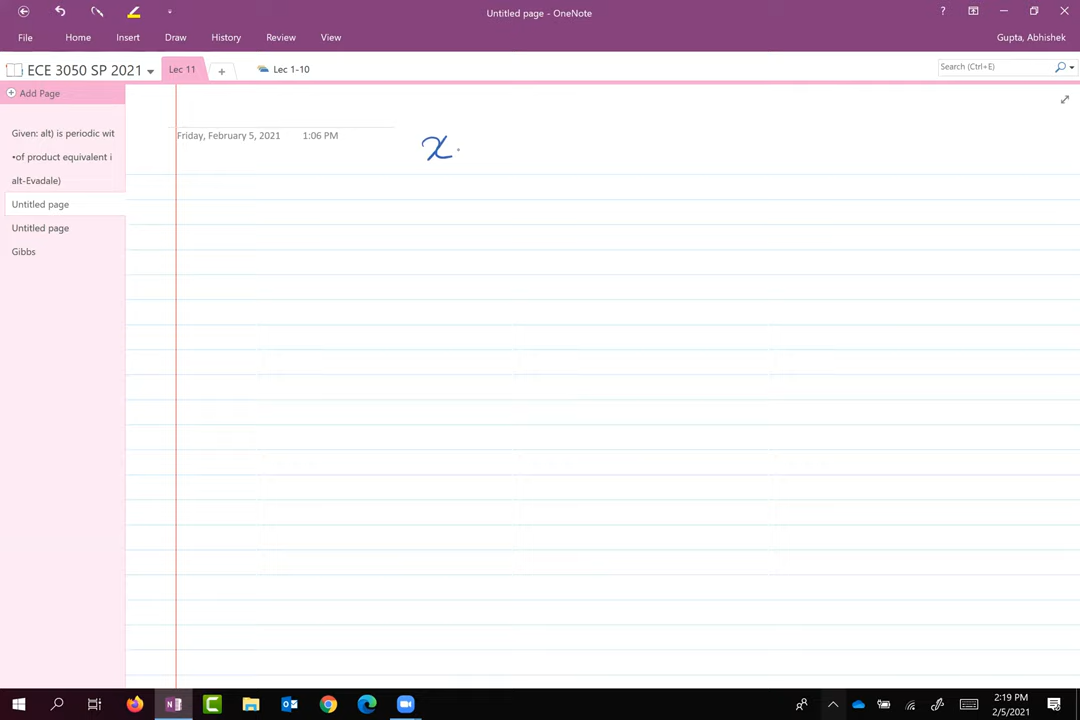 Untitled page - OneNote
?
File Home Insert Draw History Review View
Gupta, Abhishek
ECE 3050 SP 2021
Lec 11
+
Lec 1-10
Search (Ctrl+E)
Add Page
Given: alt) is periodic wit
•of product equivalent i
alt-Evadale)
Untitled page
Untitled page
Gibbs
Friday, February 5, 2021 1:06 PM
x
2:19 PM
2/5/2021